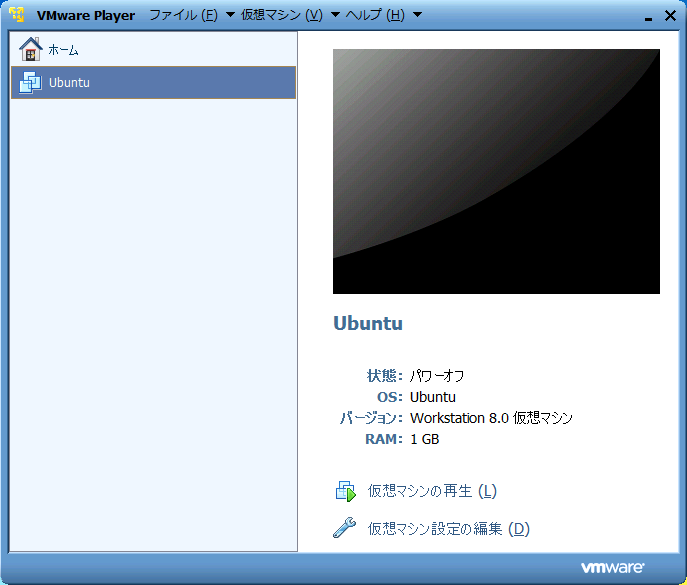 VMware Player ファイル (F) 仮想マシン (V) ヘルプ (H)
ホーム
Ubuntu
Ubuntu
状態: パワーオフ
OS: Ubuntu
バージョン: Workstation 8.0 仮想マシン
RAM: 1 GB
仮想マシンの再生 (L)
仮想マシン設定の編集 (D)
vmware